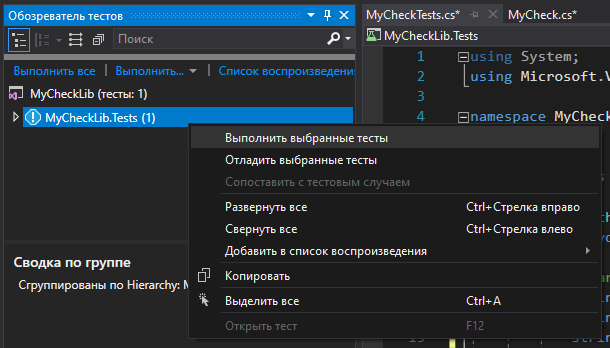 Обозреватель тестов
Поиск
Выполнить все | Выполнить... | Список воспроизведени
MyCheckLib (тесты: 1)
MyCheckLib.Tests (1)
Выполнить выбранные тесты
Отладить выбранные тесты
Сопоставить с тестовым случаем
Развернуть все Ctrl+Стрелка вправо
Свернуть все Ctrl+Стрелка влево
Добавить в список воспроизведения
Копировать
Выделить все Ctrl+A
Открыть тест F12
Сводка по группе
Сгруппированы по Hierarchy: M
MyCheckTests.cs* MyCheck.cs*
MyCheckLib.Tests
1 using System;
2 using Microsoft.V
3
4 namespace MyCheck
19 strin